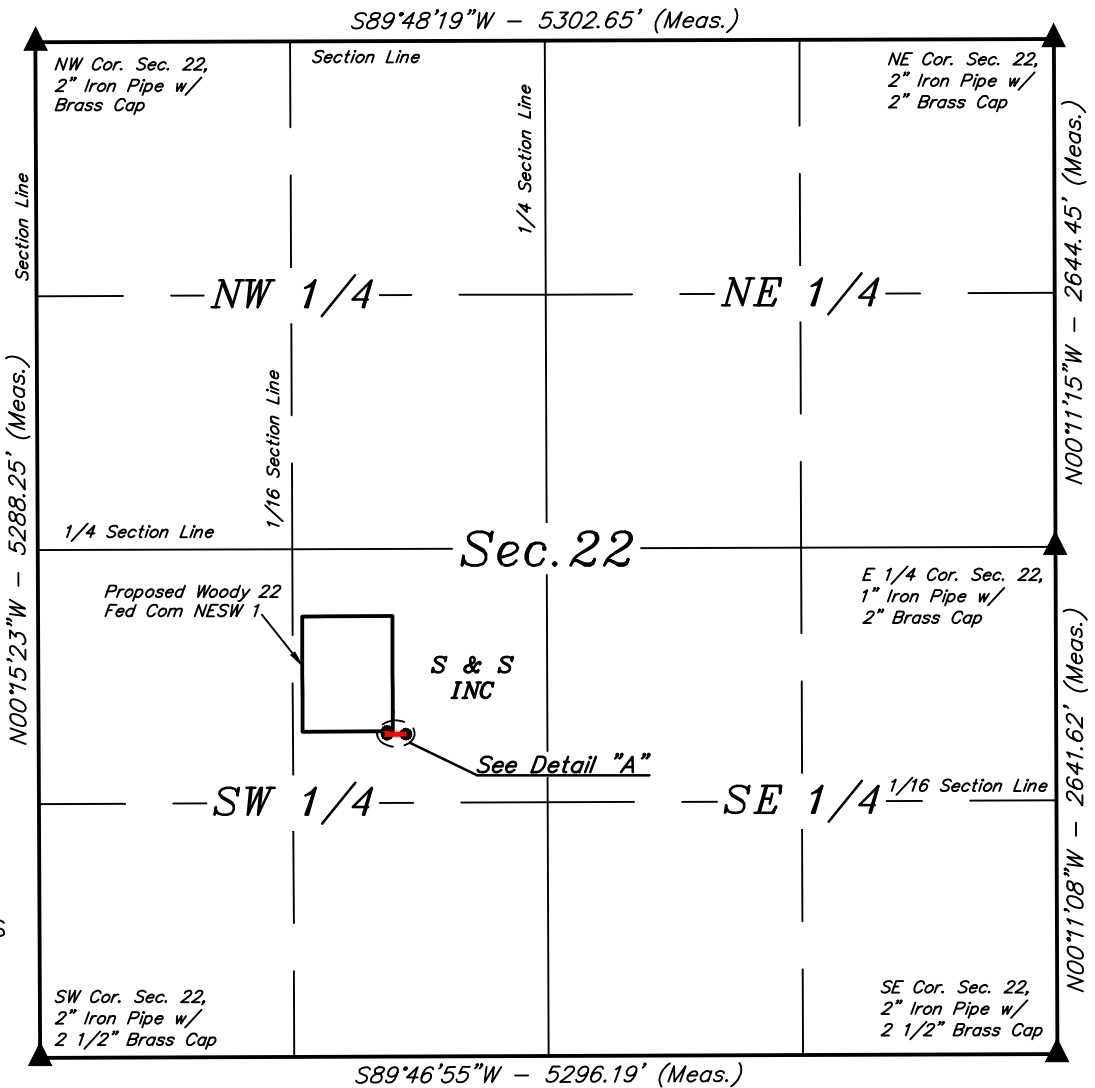 S89°48'19"W - 5302.65' (Meas.)
NW Cor. Sec. 22,
2" Iron Pipe w/
Brass Cap
Section Line
NE Cor. Sec. 22,
2" Iron Pipe w/
2" Brass Cap
1/4 Section Line
Section Line
N00°11'15"W - 2644.45' (Meas.)
NW 1/4
NE 1/4
N00°15'23"W - 5288.25' (Meas.)
1/16 Section Line
1/4 Section Line
Sec. 22
E 1/4 Cor. Sec. 22,
1" Iron Pipe w/
2" Brass Cap
Proposed Woody 22
Fed Com NESW 1
S & S
INC
See Detail "A"
N00°11'08"W - 2641.62' (Meas.)
SW 1/4
SE 1/4
1/16 Section Line
SW Cor. Sec. 22,
2" Iron Pipe w/
2 1/2" Brass Cap
SE Cor. Sec. 22,
2" Iron Pipe w/
2 1/2" Brass Cap
S89°46'55"W - 5296.19' (Meas.)